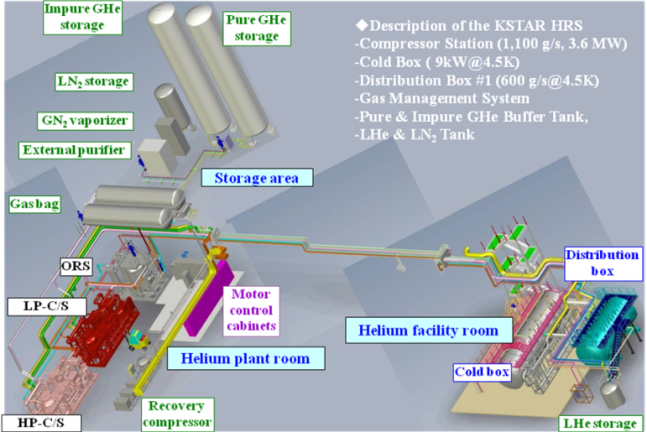 Impure GHe
storage
Pure GHe
storage
◆Description of the KSTAR HRS
-Compressor Station (1,100 g/s, 3.6 MW)
-Cold Box ( 9kW@4.5K)
-Distribution Box #1 (600 g/s@4.5K)
-Gas Management System
-Pure & Impure GHe Buffer Tank,
-LHe & LN₂ Tank
LN₂ storage
GN₂ vaporizer
External purifier
Storage area
Gas bag
ORS
LP-C/S
Motor
control
cabinets
Helium plant room
HP-C/S
Recovery
compressor
Distribution
box
Helium facility room
Cold box
LHe storage